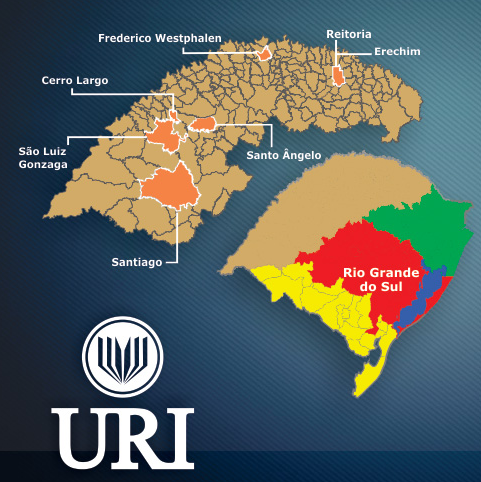 Reitoria
Frederico Westphalen
Erechim
Cerro Largo
São Luiz
Gonzaga
Santo Ângelo
Santiago
Rio Grande
do Sul
URI